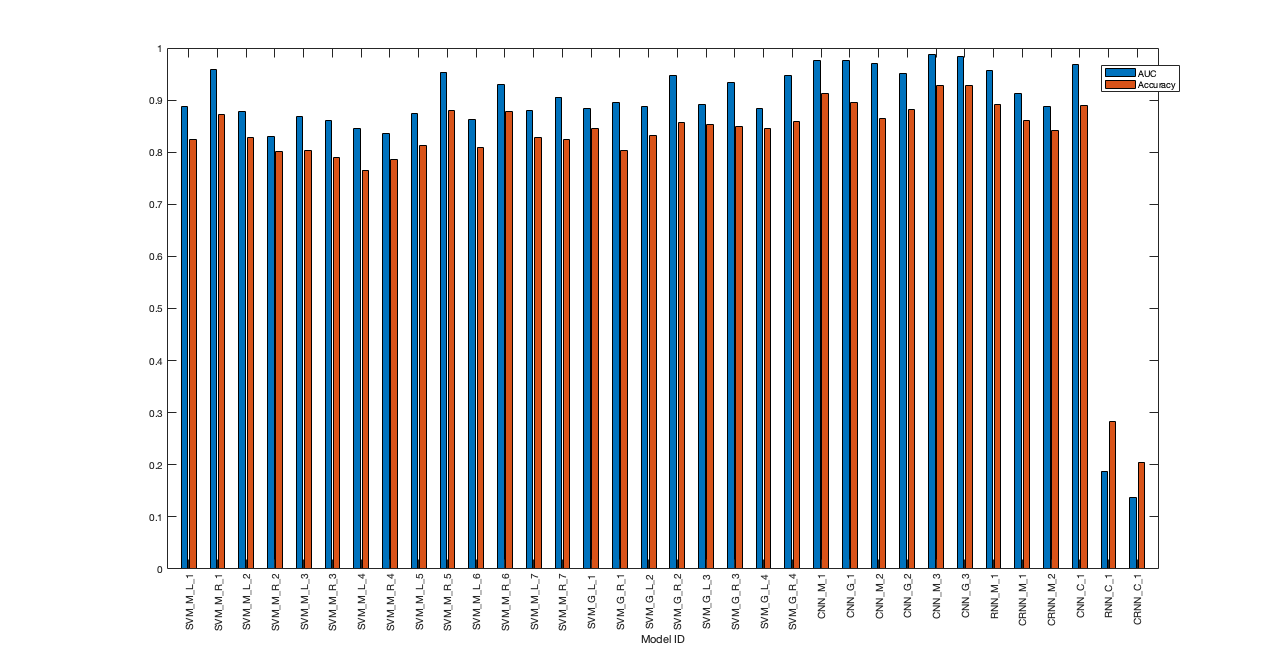 1
0.9
0.8
0.7
0.6
0.5
0.4
0.3
0.2
0.1
0
AUC
Accuracy
SVM_M_L_1
SVM_M_R_1
SVM_M_L_2
SVM_M_R_2
SVM_M_L_3
SVM_M_R_3
SVM_M_L_4
SVM_M_R_4
SVM_M_L_5
SVM_M_R_5
SVM_M_L_6
SVM_M_R_6
SVM_M_L_7
SVM_M_R_7
SVM_G_L_1
SVM_G_R_1
SVM_G_L_2
SVM_G_R_2
SVM_G_L_3
SVM_G_R_3
SVM_G_L_4
SVM_G_R_4
CNN_M_1
CNN_G_1
CNN_M_2
CNN_G_2
CNN_M_3
CNN_G_3
RNN_M_1
CRNN_M_1
CRNN_M_2
CNN_C_1
RNN_C_1
CRNN_C_1
Model ID